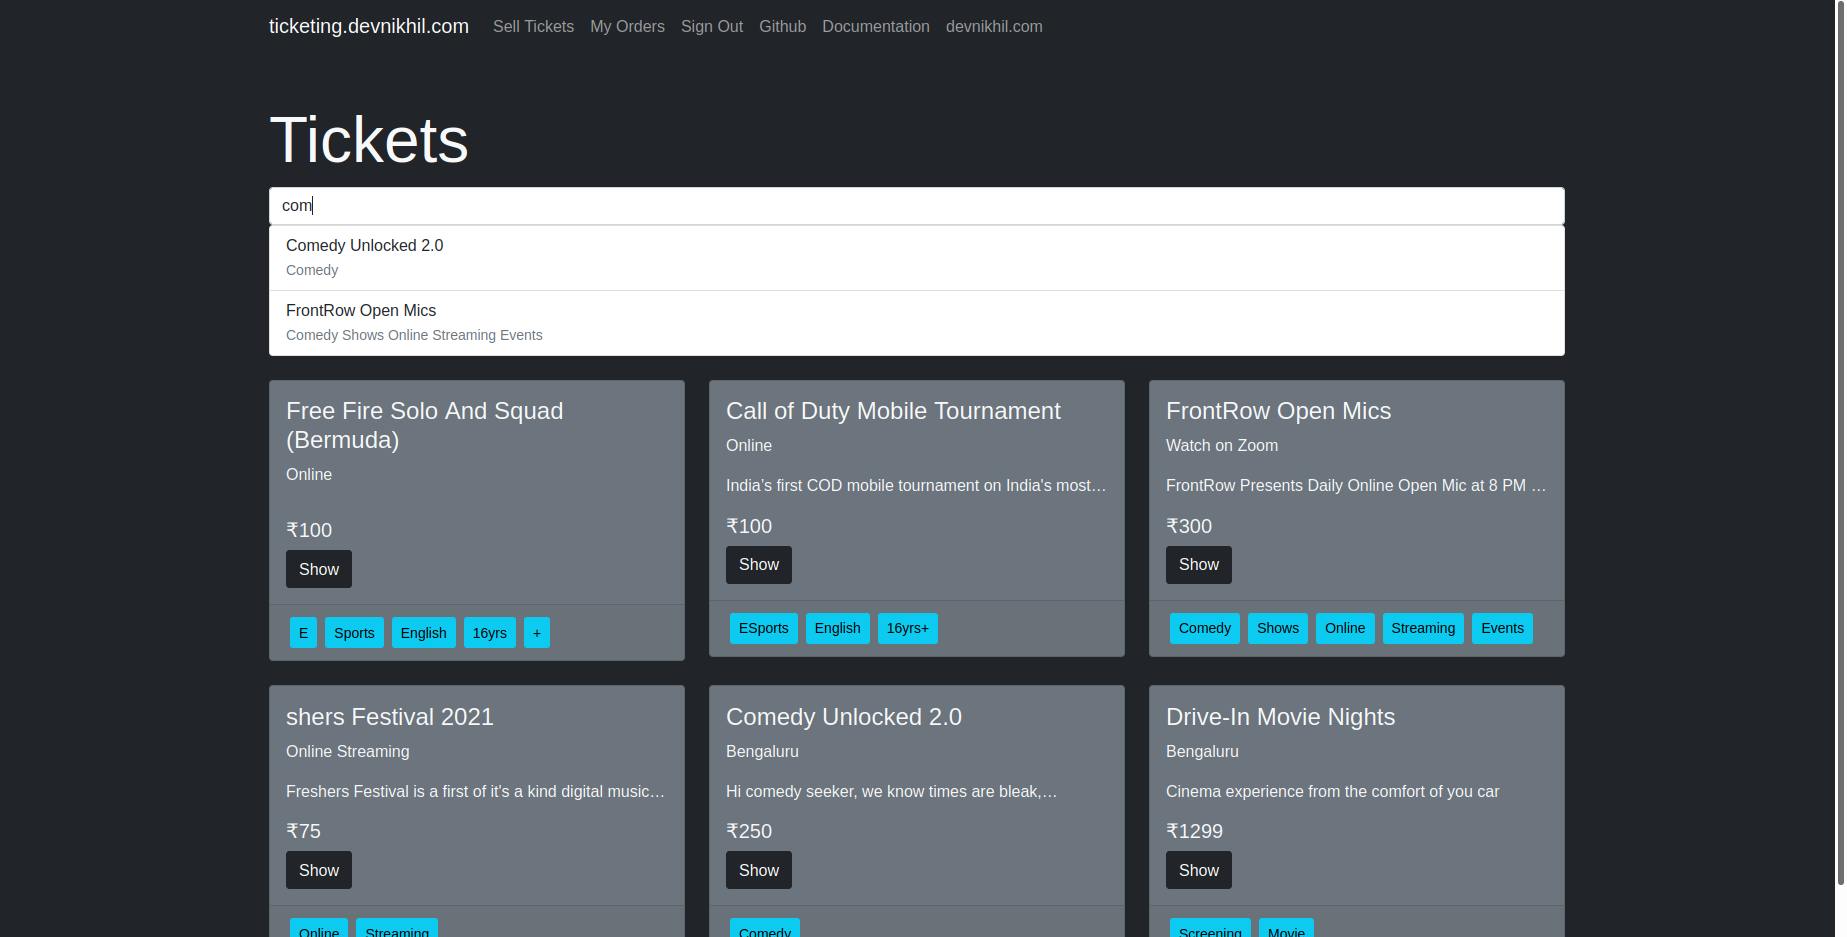 ticketing.devnikhil.com Sell Tickets My Orders Sign Out Github Documentation devnikhil.com
Tickets
com
Comedy Unlocked 2.0
Comedy
FrontRow Open Mics
Comedy Shows Online Streaming Events
Free Fire Solo And Squad
(Bermuda)
Online
₹100
Show
E Sports English 16yrs +
Call of Duty Mobile Tournament
Online
India's first COD mobile tournament on India's most…
₹100
Show
ESports English 16yrs+
FrontRow Open Mics
Watch on Zoom
FrontRow Presents Daily Online Open Mic at 8 PM …
₹300
Show
Comedy Shows Online Streaming Events
shers Festival 2021
Online Streaming
Freshers Festival is a first of it's a kind digital music…
₹75
Show
Online Streaming
Comedy Unlocked 2.0
Bengaluru
Hi comedy seeker, we know times are bleak,…
₹250
Show
Comedy
Drive-In Movie Nights
Bengaluru
Cinema experience from the comfort of you car
₹1299
Show
Screening Movie